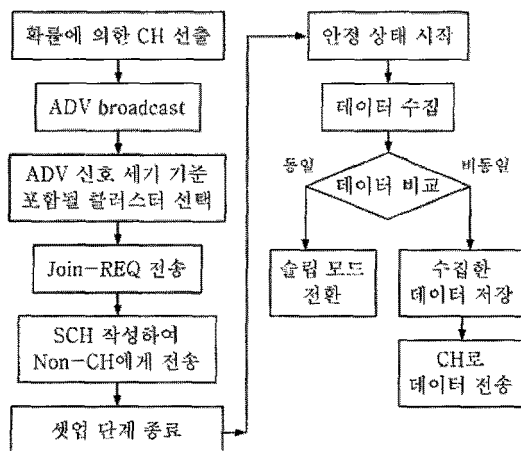 확률에 의한 CH 선출
ADV broadcast
ADV 신호 세기 기준
포함될 클러스터 선택
Join-REQ 전송
SCH 작성하여
Non-CH에게 전송
셋업 단계 종료
안정 상태 시작
데이터 수집
동일
비동일
데이터 비교
슬립 모드
전환
수집한
데이터 저장
CH로
데이터 전송